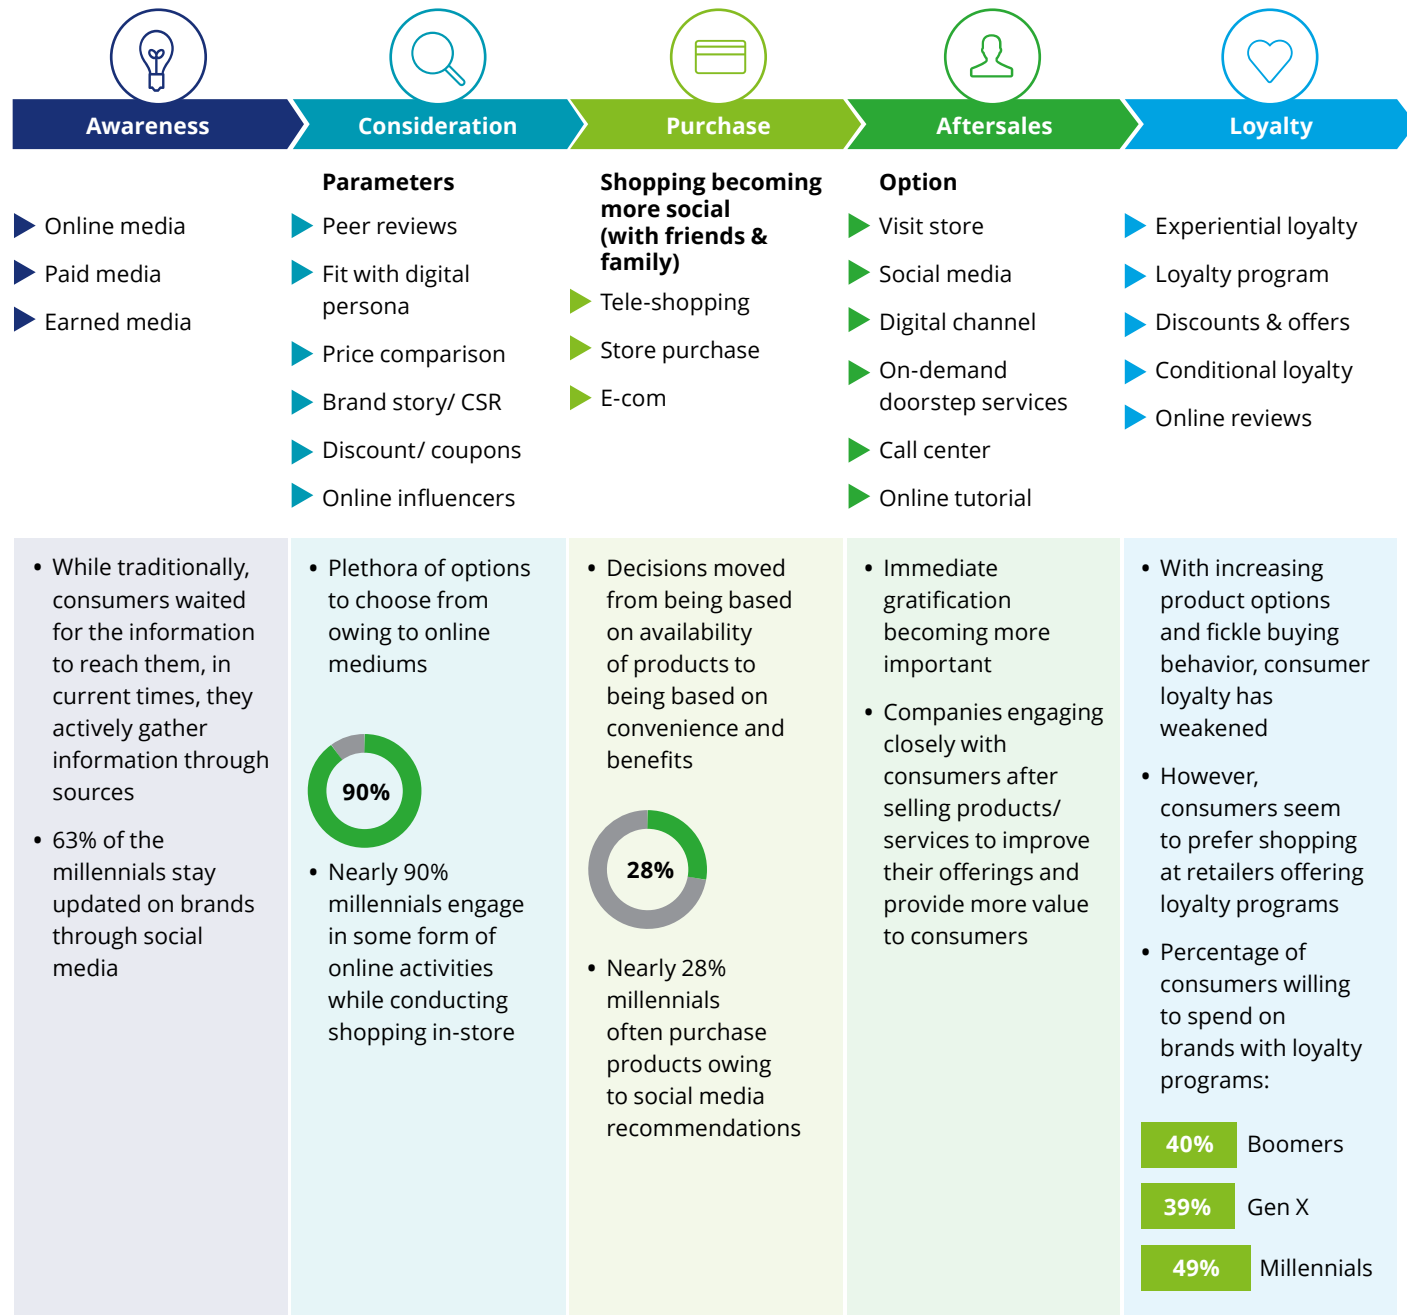 Awareness
Consideration
Purchase
Aftersales
Loyalty
Online media
Paid media
Earned media
Parameters
Peer reviews
Fit with digital
persona
Price comparison
Brand story/ CSR
Discount/ coupons
Online influencers
Shopping becoming
more social
(with friends &
family)
Tele-shopping
Store purchase
E-com
Option
Visit store
Social media
Digital channel
On-demand
doorstep services
Call center
Online tutorial
Experiential loyalty
Loyalty program
Discounts & offers
Conditional loyalty
Online reviews
• While traditionally,
consumers waited
for the information
to reach them, in
current times, they
actively gather
information through
sources
• 63% of the
millennials stay
updated on brands
through social
media
• Plethora of options
to choose from
owing to online
mediums
90%
• Nearly 90%
millennials engage
in some form of
online activities
while conducting
shopping in-store
• Decisions moved
from being based
on availability
of products to
being based on
convenience and
benefits
28%
• Nearly 28%
millennials
often purchase
products owing
to social media
recommendations
• Immediate
gratification
becoming more
important
• Companies engaging
closely with
consumers after
selling products/
services to improve
their offerings and
provide more value
to consumers
• With increasing
product options
and fickle buying
behavior, consumer
loyalty has
weakened
• However,
consumers seem
to prefer shopping
at retailers offering
loyalty programs
• Percentage of
consumers willing
to spend on
brands with loyalty
programs:
40% Boomers
39% Gen X
49% Millennials